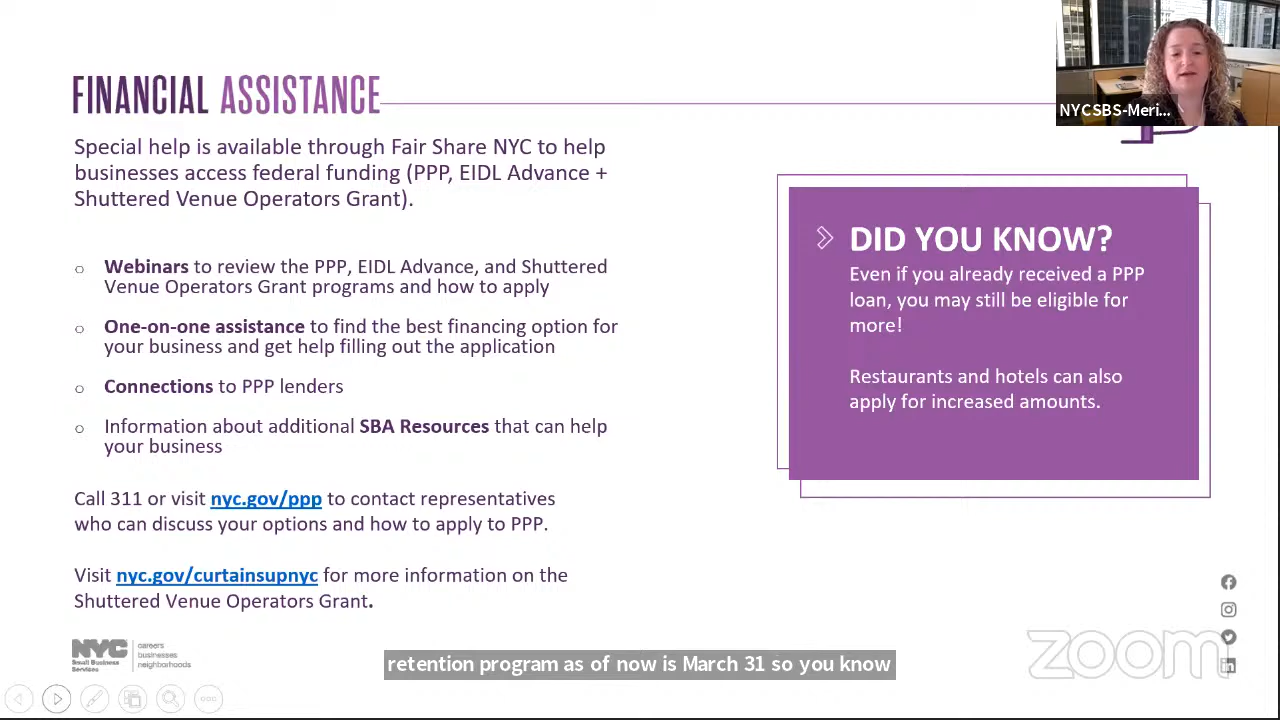 NYCSBS-Meri...
FINANCIAL ASSISTANCE
Special help is available through Fair Share NYC to help
businesses access federal funding (PPP, EIDL Advance +
Shuttered Venue Operators Grant).
Webinars to review the PPP, EIDL Advance, and Shuttered
Venue Operators Grant programs and how to apply
One-on-one assistance to find the best financing option for
your business and get help filling out the application
Connections to PPP lenders
Information about additional SBA Resources that can help
your business
Call 311 or visit nyc.gov/ppp to contact representatives
who can discuss your options and how to apply to PPP.
Visit nyc.gov/curtainsupnyc for more information on the
Shuttered Venue Operators Grant.
DID YOU KNOW?
Even if you already received a PPP
loan, you may still be eligible for
more!
Restaurants and hotels can also
apply for increased amounts.
NYC
Small Business
Services
careers
businesses
neighborhoods
retention program as of now is March 31 so you know
zoom